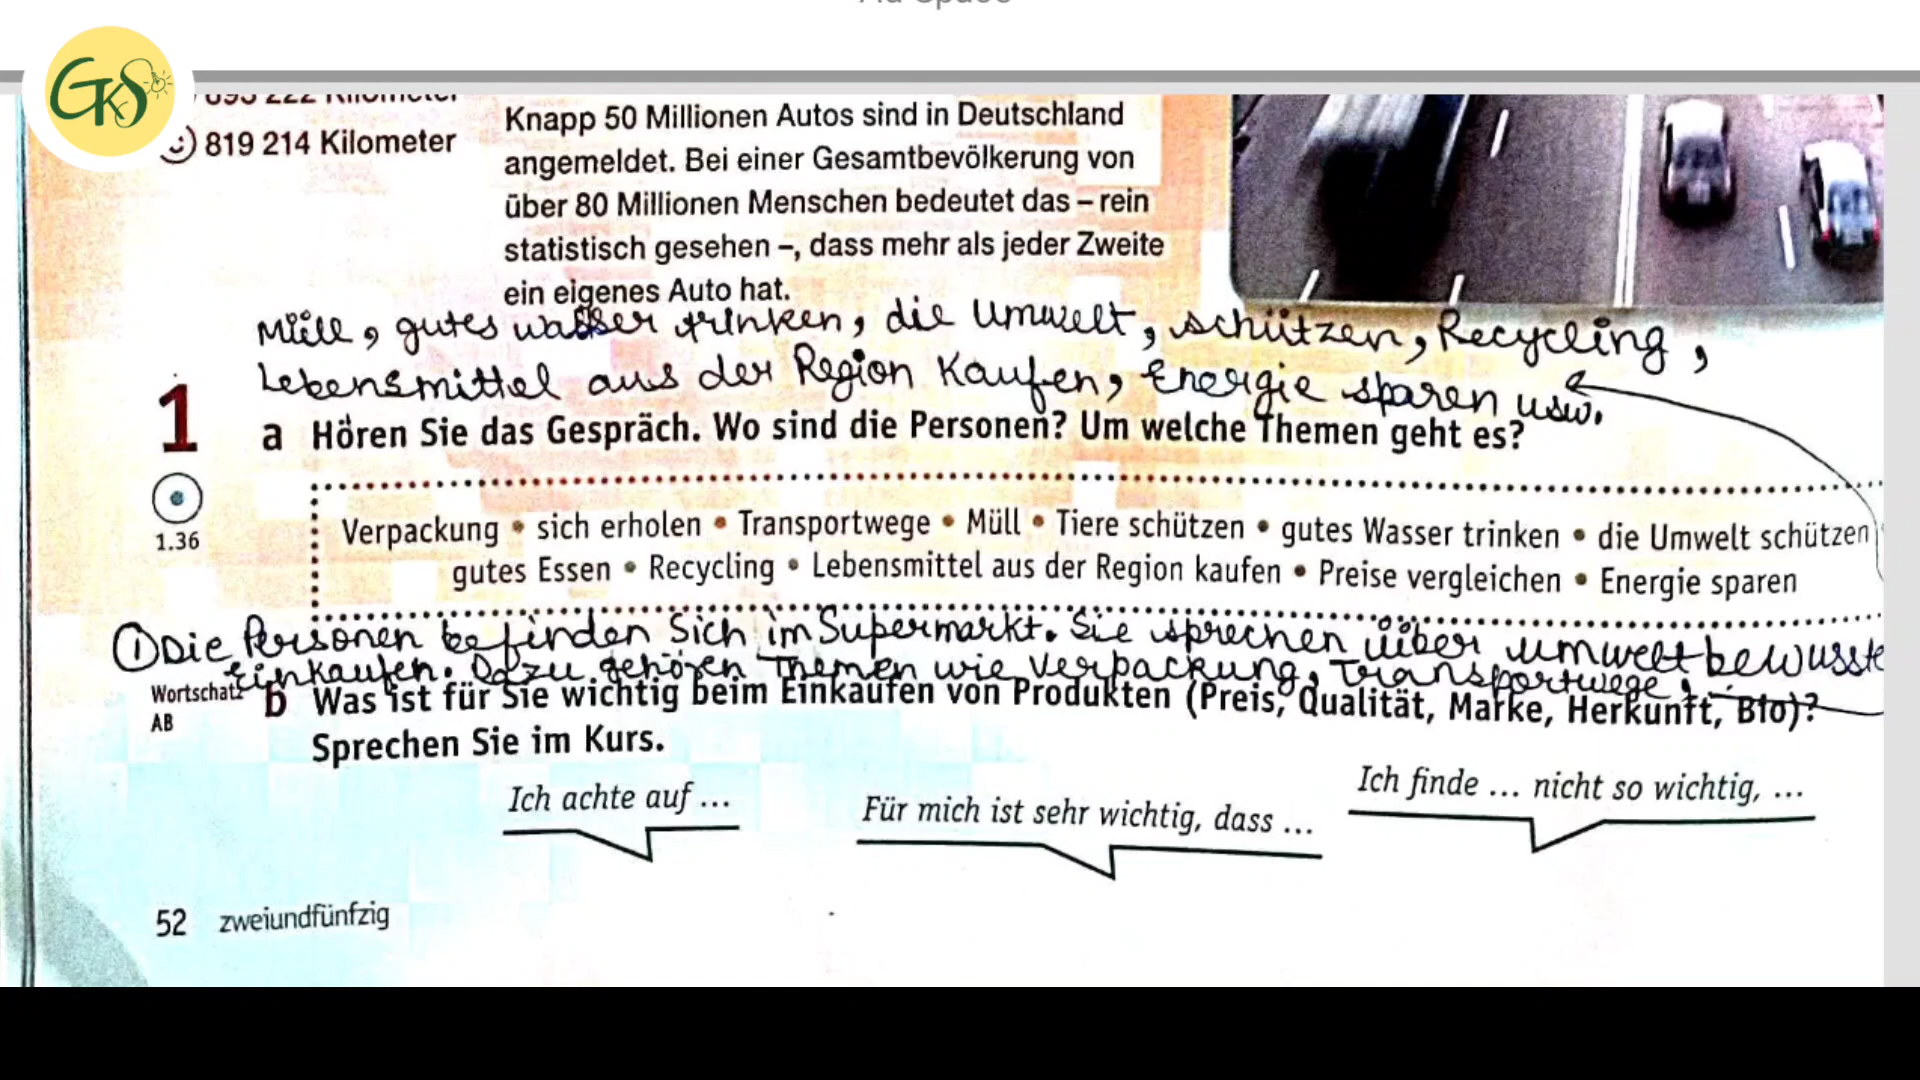 GKS
819 214 Kilometer
Knapp 50 Millionen Autos sind in Deutschland
angemeldet. Bei einer Gesamtbevölkerung von
über 80 Millionen Menschen bedeutet das – rein
statistisch gesehen –, dass mehr als jeder Zweite
ein eigenes Auto hat.
Müll, gutes wasser trinken, die Umwelt, schützen, Recycling,
Lebensmittel aus der Region Kaufen, Energie sparen usw.
1
a Hören Sie das Gespräch. Wo sind die Personen? Um welche Themen geht es?
1.36
Verpackung • sich erholen • Transportwege • Müll • Tiere schützen • gutes Wasser trinken • die Umwelt schützen
gutes Essen • Recycling • Lebensmittel aus der Region kaufen • Preise vergleichen • Energie sparen
① Die Personen befinden Sich im Supermarkt. Sie sprechen über umweltbewusste
Einkaufen. Dazu gehören Themen wie Verpackung, Transportwege,
Wortschatz
AB
b Was ist für Sie wichtig beim Einkaufen von Produkten (Preis, Qualität, Marke, Herkunft, Bio)?
Sprechen Sie im Kurs.
Ich achte auf ...
Für mich ist sehr wichtig, dass ...
Ich finde ... nicht so wichtig, ...
52 zweiundfünfzig